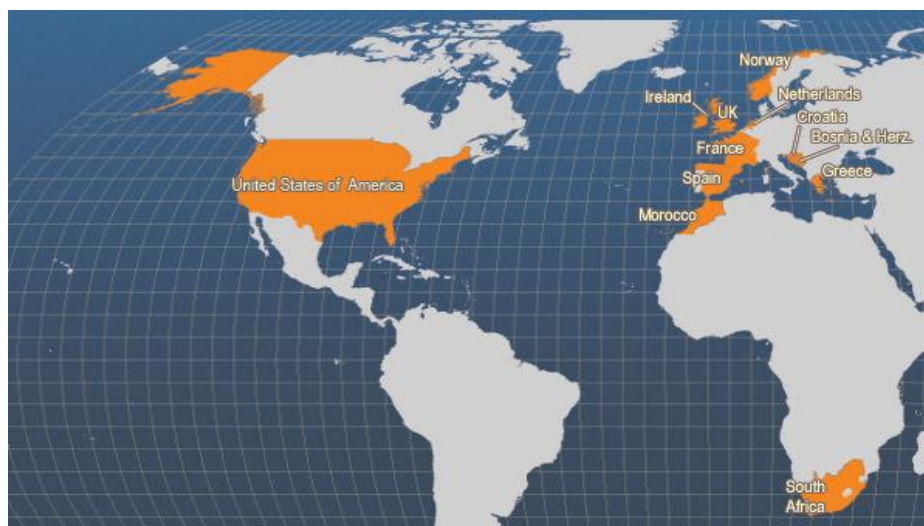 Norway
Ireland
Netherlands
UK
Croatia
Bosnia & Herz.
France
Greece
Spain
United States of America
Morocco
South
Africa